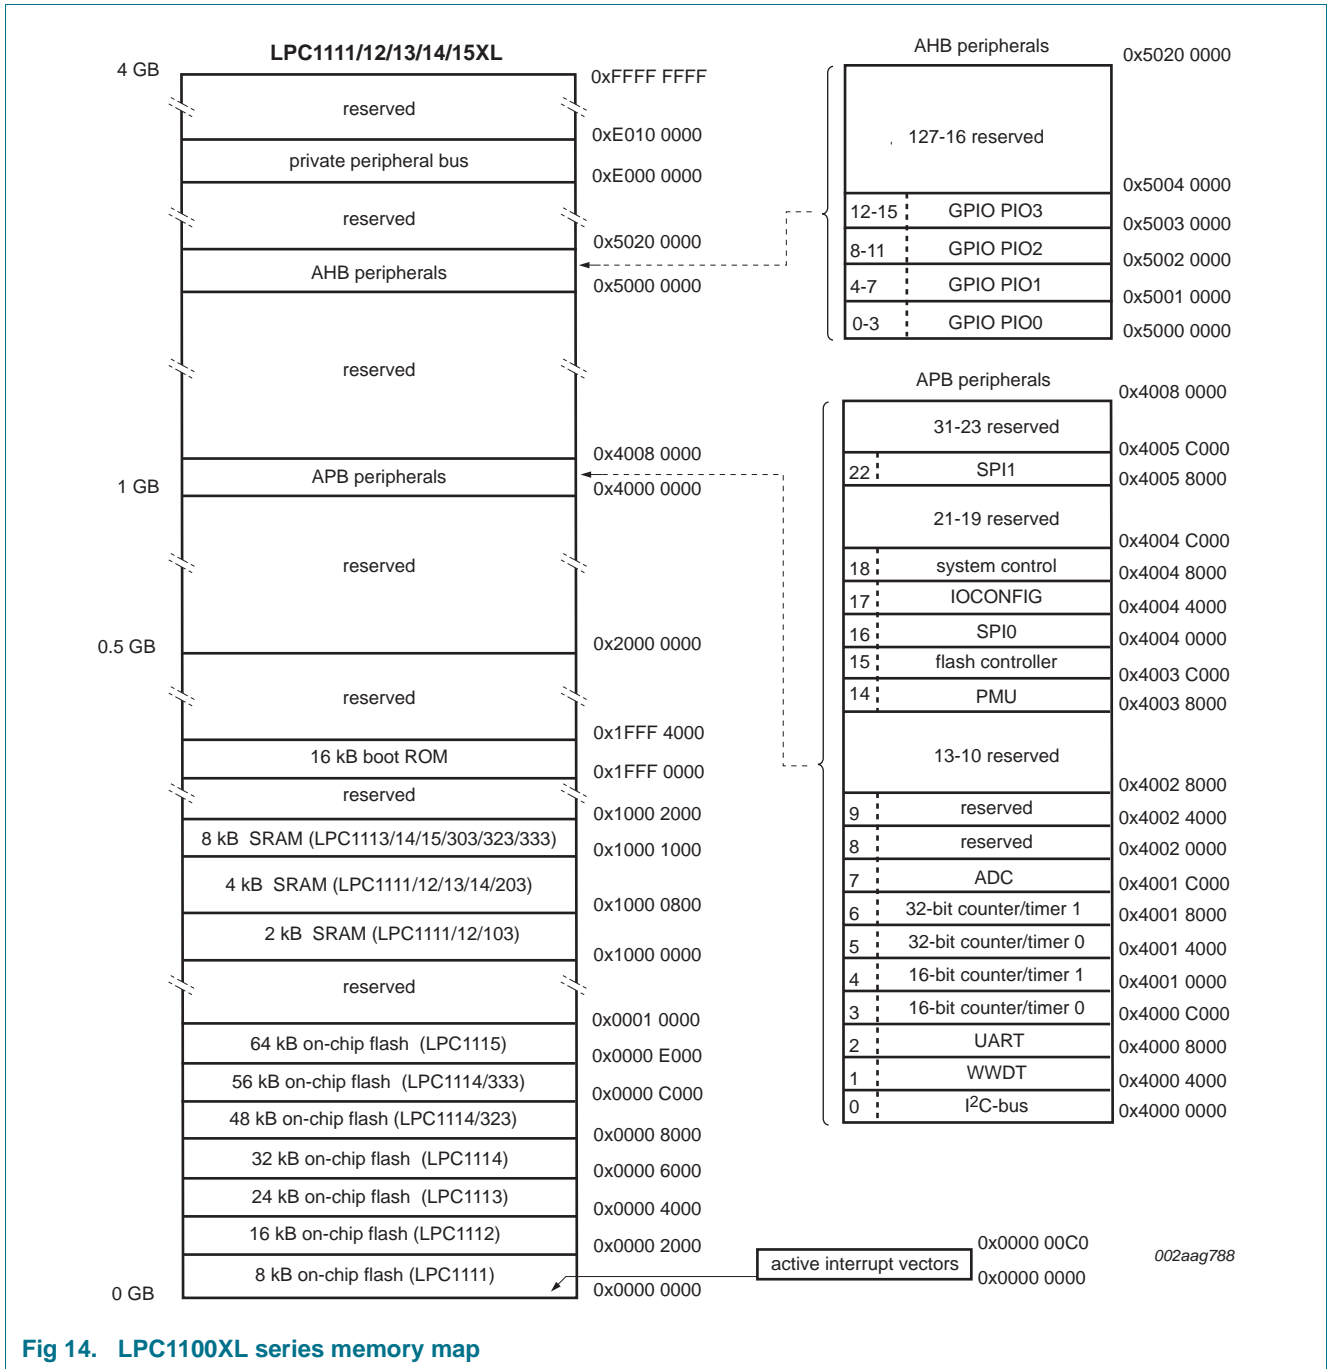 LPC1111/12/13/14/15XL
4 GB
0xFFFF FFFF
reserved
0xE010 0000
private peripheral bus
0xE000 0000
reserved
0x5020 0000
AHB peripherals
0x5000 0000
reserved
0x4008 0000
APB peripherals
1 GB
0x4000 0000
reserved
0.5 GB
0x2000 0000
reserved
0x1FFF 4000
16 kB boot ROM
0x1FFF 0000
reserved
0x1000 2000
8 kB SRAM (LPC1113/14/15/303/323/333)
0x1000 1000
4 kB SRAM (LPC1111/12/13/14/203)
0x1000 0800
2 kB SRAM (LPC1111/12/103)
0x1000 0000
reserved
0x0001 0000
64 kB on-chip flash (LPC1115)
0x0000 E000
56 kB on-chip flash (LPC1114/333)
0x0000 C000
48 kB on-chip flash (LPC1114/323)
0x0000 8000
32 kB on-chip flash (LPC1114)
0x0000 6000
24 kB on-chip flash (LPC1113)
0x0000 4000
16 kB on-chip flash (LPC1112)
0x0000 2000
8 kB on-chip flash (LPC1111)
0x0000 0000
0 GB
AHB peripherals
0x5020 0000
127-16 reserved
0x5004 0000
12-15 GPIO PIO3
0x5003 0000
8-11 GPIO PIO2
0x5002 0000
4-7 GPIO PIO1
0x5001 0000
0-3 GPIO PIO0
0x5000 0000
APB peripherals
0x4008 0000
31-23 reserved
0x4005 C000
22 SPI1
0x4005 8000
21-19 reserved
0x4004 C000
18 system control
0x4004 8000
17 IOCONFIG
0x4004 4000
16 SPI0
0x4004 0000
15 flash controller
0x4003 C000
14 PMU
0x4003 8000
13-10 reserved
0x4002 8000
9 reserved
0x4002 4000
8 reserved
0x4002 0000
7 ADC
0x4001 C000
6 32-bit counter/timer 1
0x4001 8000
5 32-bit counter/timer 0
0x4001 4000
4 16-bit counter/timer 1
0x4001 0000
3 16-bit counter/timer 0
0x4000 C000
2 UART
0x4000 8000
1 WWDT
0x4000 4000
0 I2C-bus
0x4000 0000
0x0000 00C0
active interrupt vectors
0x0000 0000
002aag788
Fig 14. LPC1100XL series memory map